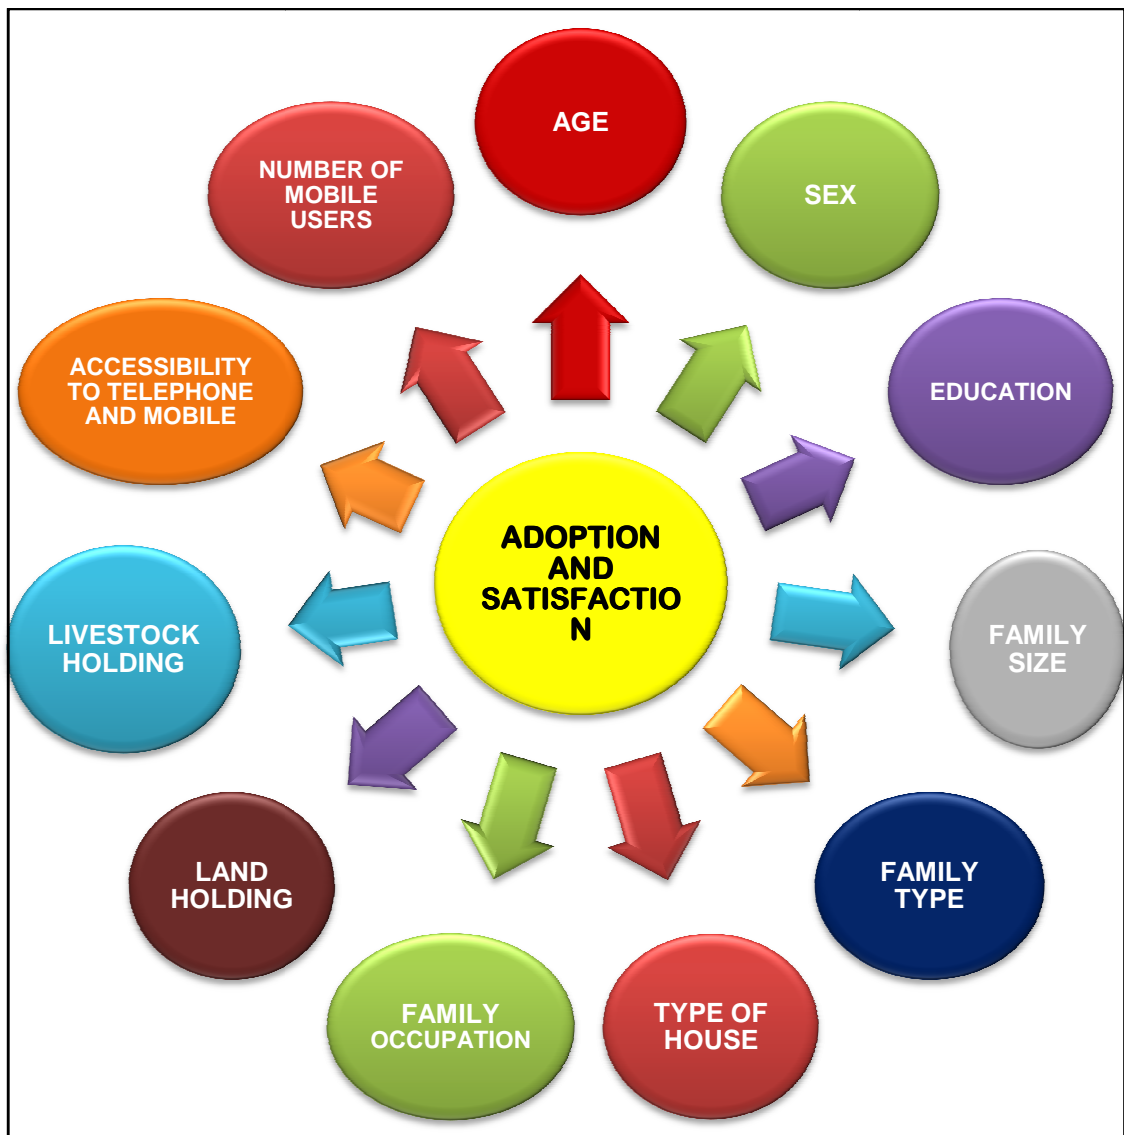 AGE
SEX
EDUCATION
FAMILY
SIZE
FAMILY
TYPE
TYPE OF
HOUSE
FAMILY
OCCUPATION
LAND
HOLDING
LIVESTOCK
HOLDING
ACCESSIBILITY
TO TELEPHONE
AND MOBILE
NUMBER OF
MOBILE
USERS
ADOPTION
AND
SATISFACTIO
N